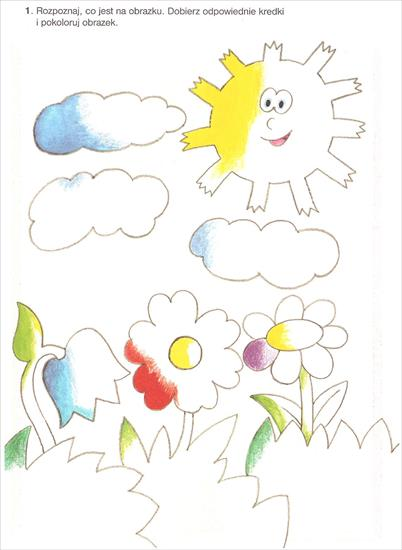 1. Rozpoznaj, co jest na obrazku. Dobierz odpowiednie kredki
i pokoloruj obrazek.